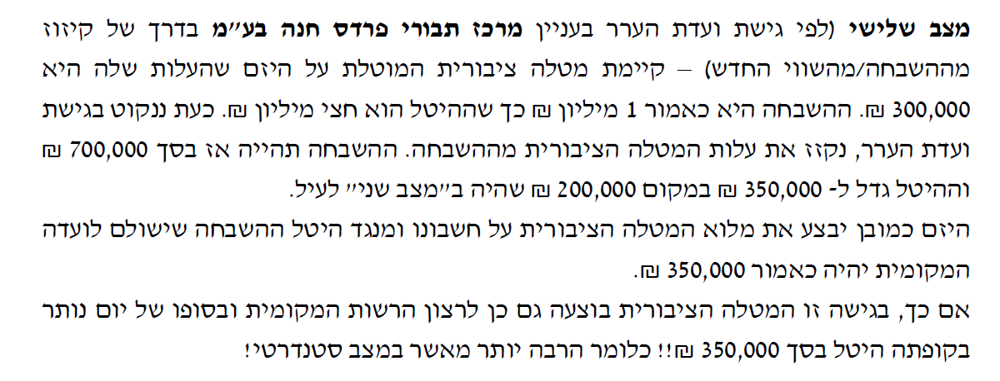 מצב שלישי (לפי גישת ועדת הערר בעניין מרכז תבורי פרדס חנה בע״מ בדרך של קיזוז
מההשבחה/מהשווי החדש) – קיימת מטלה ציבורית המוטלת על היזם שהעלות שלה היא
300,000 ₪. ההשבחה היא כאמור 1 מיליון ₪ כך שההיטל הוא חצי מיליון ₪. כעת ננקוט בגישת
ועדת הערר, נקזז את עלות המטלה הציבורית מההשבחה. ההשבחה תהייה אז בסך 700,000 ₪
וההיטל גדל ל- 350,000 ₪ במקום 200,000 ₪ שהיה ב״מצב שני״ לעיל.
היזם כמובן יבצע את מלוא המטלה הציבורית על חשבונו ומנגד היטל ההשבחה שישולם לועדה
המקומית יהיה כאמור 350,000 ₪.
אם כך, בגישה זו המטלה הציבורית בוצעה גם כן לרצון הרשות המקומית ובסופו של יום נותר
בקופתה היטל בסך 350,000 ₪!! כלומר הרבה יותר מאשר במצב סטנדרטי!